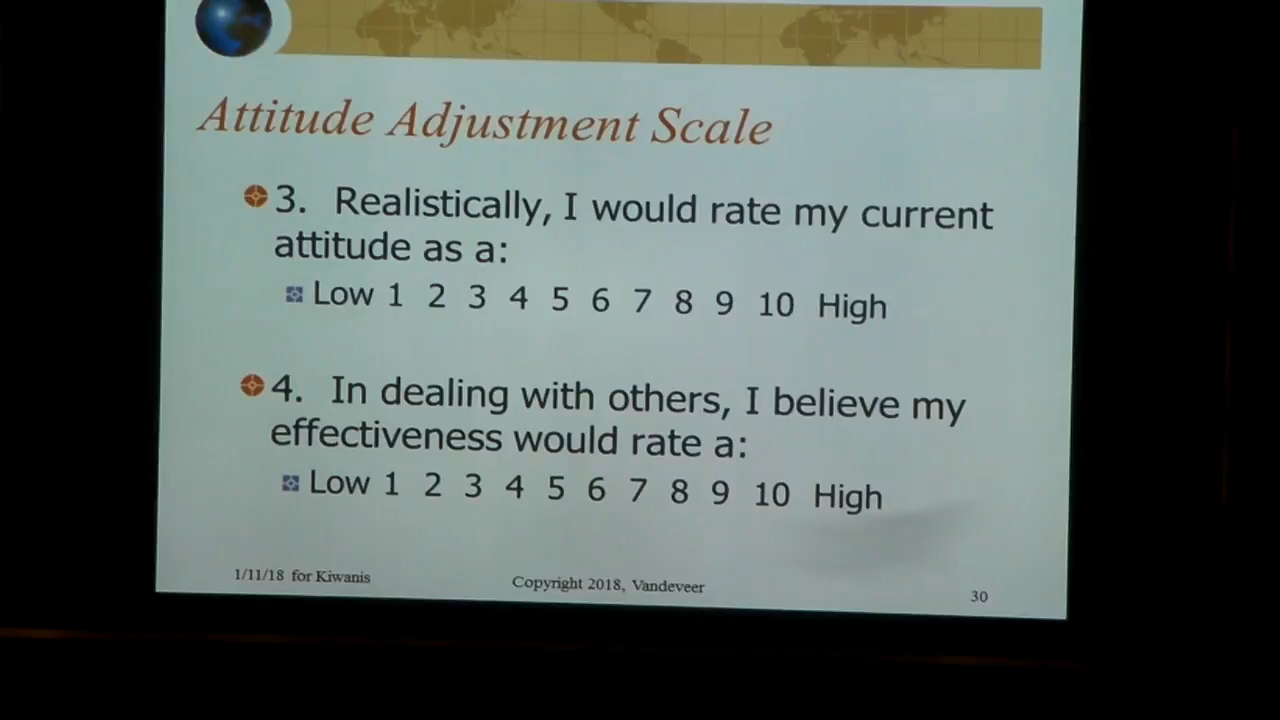 Attitude Adjustment Scale
3. Realistically, I would rate my current
attitude as a:
Low 1 2 3 4 5 6 7 8 9 10 High
4. In dealing with others, I believe my
effectiveness would rate a:
Low 1 2 3 4 5 6 7 8 9 10 High
1/11/18 for Kiwanis
Copyright 2018, Vandeveer
30